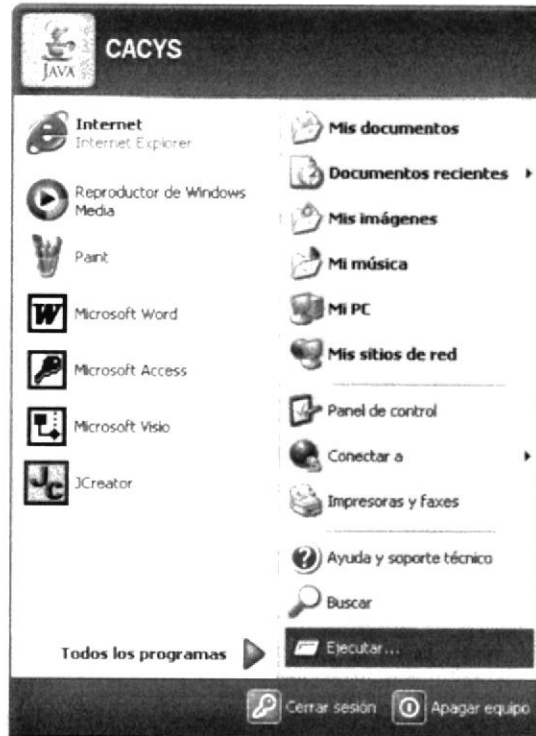 JAVA
CACYS
Internet
Internet Explorer
Reproductor de Windows
Media
Paint
Microsoft Word
Microsoft Access
Microsoft Visio
JCreator
Todos los programas
Mis documentos
Documentos recientes
Mis imágenes
Mi música
Mi PC
Mis sitios de red
Panel de control
Conectar a
Impresoras y faxes
Ayuda y soporte técnico
Buscar
Ejecutar...
Cerrar sesión
Apagar equipo